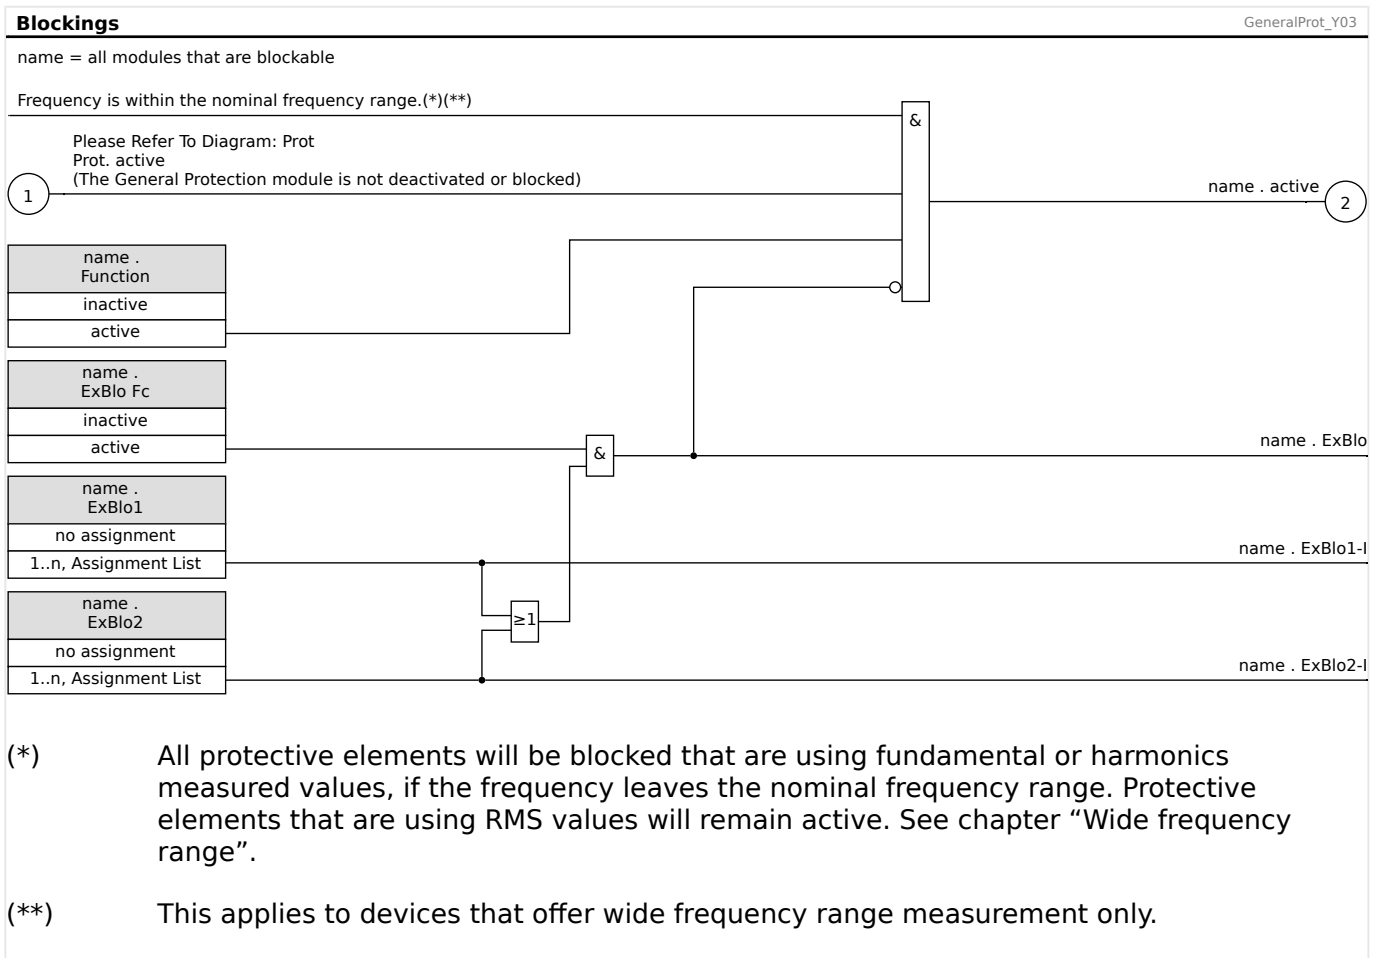 Blockings
GeneralProt_Y03
name = all modules that are blockable
Frequency is within the nominal frequency range.(*)(**)
&
Please Refer To Diagram: Prot
Prot. active
(The General Protection module is not deactivated or blocked)
1
name . active
2
name .
Function
inactive
active
name .
ExBlo Fc
inactive
active
&
name . ExBlo
name .
ExBlo1
no assignment
1..n, Assignment List
name . ExBlo1-I
name .
ExBlo2
≥1
no assignment
1..n, Assignment List
name . ExBlo2-I
(*) All protective elements will be blocked that are using fundamental or harmonics
measured values, if the frequency leaves the nominal frequency range. Protective
elements that are using RMS values will remain active. See chapter “Wide frequency
range”.
(**) This applies to devices that offer wide frequency range measurement only.